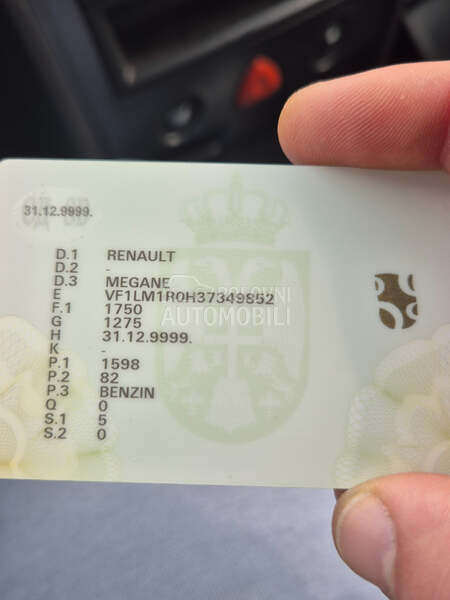 31.12.9999.
D.1 RENAULT
D.2 -
D.3 MEGANE
E VF1LM1R0H37349852
F.1 1750
G 1275
H 31.12.9999.
K -
P.1 1598
P.2 82
P.3 BENZIN
Q 0
S.1 5
S.2 0
POLOVNI
AUTOMOBILI